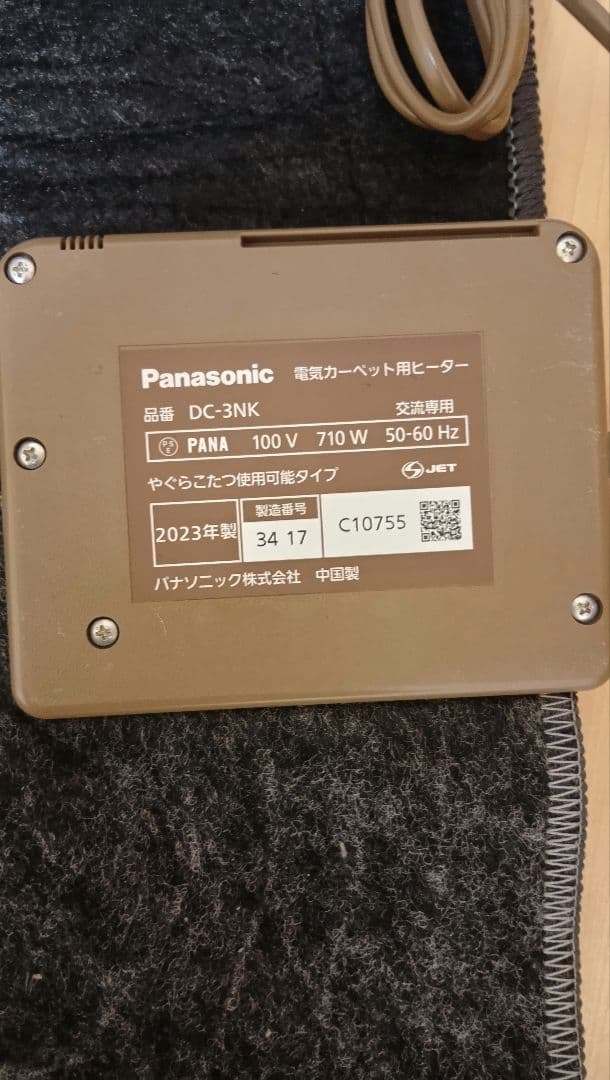 Panasonic 電気カーペット用ヒーター
品番 DC-3NK 交流専用
PSE PANA 100 V 710 W 50-60 Hz
やぐらこたつ使用可能タイプ JET
2023年製 製造番号 34 17 C10755
パナソニック株式会社 中国製